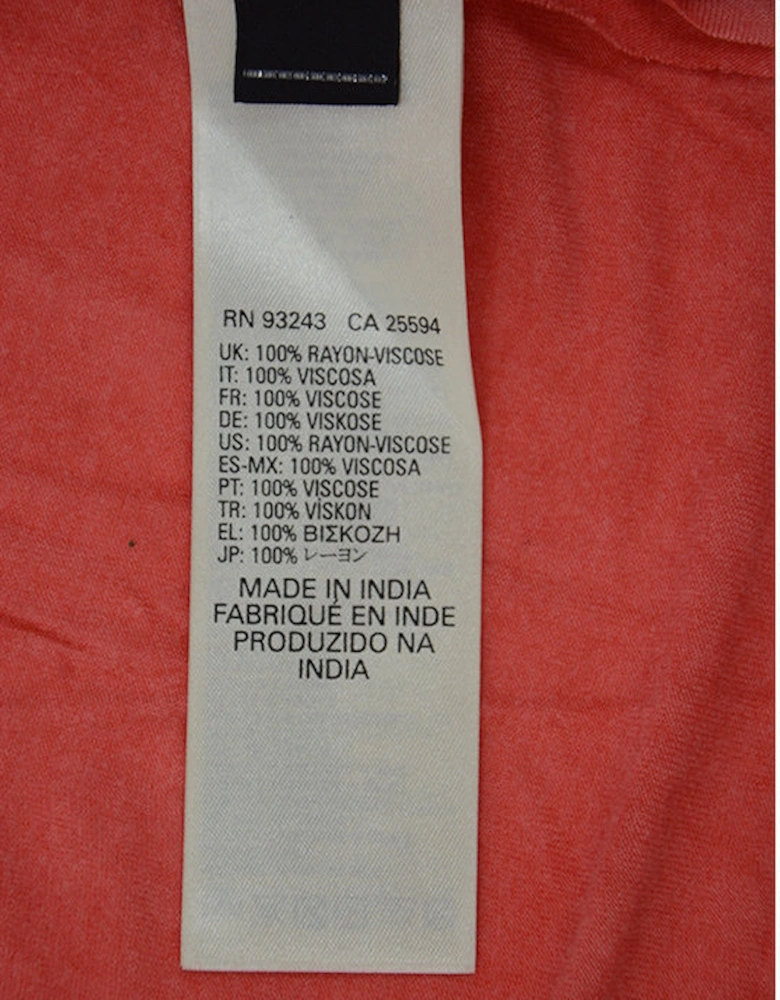 RN 93243 CA 25594
UK: 100% RAYON-VISCOSE
IT: 100% VISCOSA
FR: 100% VISCOSE
DE: 100% VISKOSE
US: 100% RAYON-VISCOSE
ES-MX: 100% VISCOSA
PT: 100% VISCOSE
TR: 100% VİSKON
EL: 100% ΒΙΣΚΟΖΗ
JP: 100% レーヨン
MADE IN INDIA
FABRIQUÉ EN INDE
PRODUZIDO NA
INDIA